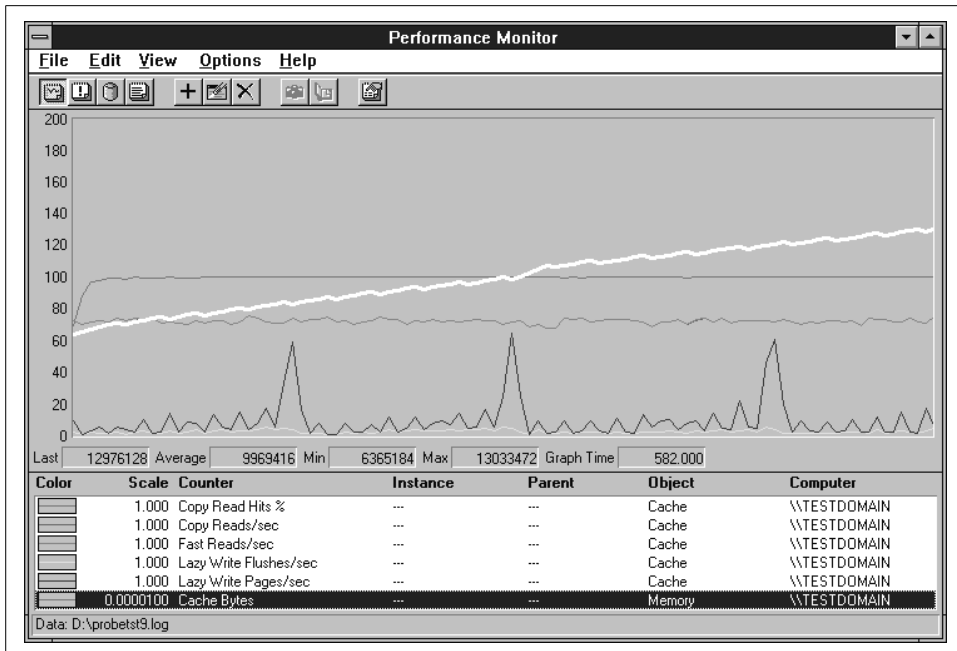 Performance Monitor
File Edit View Options Help
200
180
160
140
120
100
80
60
40
20
0
Last 12976128 Average 9969416 Min 6365184 Max 13033472 Graph Time 582.000
Color Scale Counter Instance Parent Object Computer
1.000 Copy Read Hits % --- --- Cache \\TESTDOMAIN
1.000 Copy Reads/sec --- --- Cache \\TESTDOMAIN
1.000 Fast Reads/sec --- --- Cache \\TESTDOMAIN
1.000 Lazy Write Flushes/sec --- --- Cache \\TESTDOMAIN
1.000 Lazy Write Pages/sec --- --- Cache \\TESTDOMAIN
0.0000100 Cache Bytes --- --- Memory \\TESTDOMAIN
Data: D:\probetst9.log